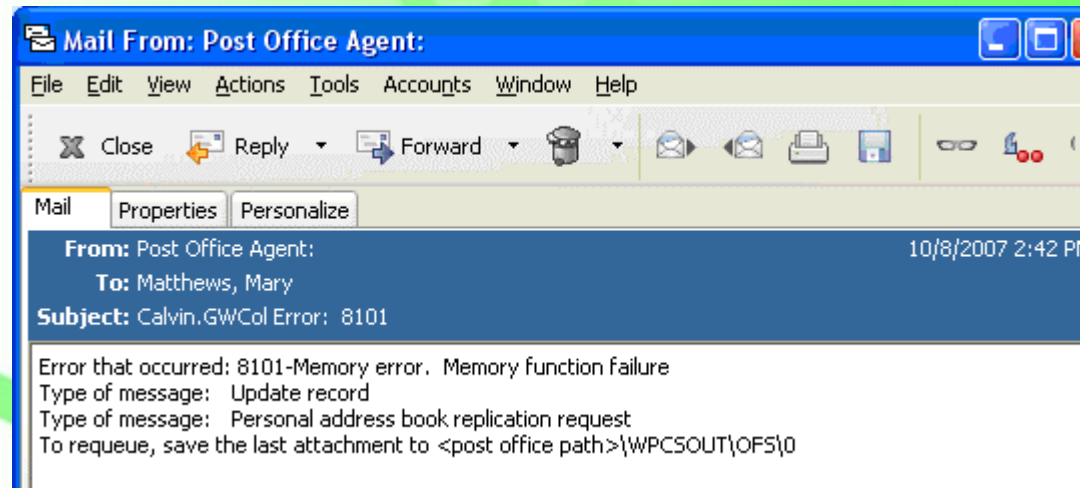 Mail From: Post Office Agent:
File Edit View Actions Tools Accounts Window Help
Close Reply Forward
Mail Properties Personalize
From: Post Office Agent: 10/8/2007 2:42 PM
To: Matthews, Mary
Subject: Calvin.GWCol Error: 8101
Error that occurred: 8101-Memory error. Memory function failure
Type of message: Update record
Type of message: Personal address book replication request
To requeue, save the last attachment to <post office path>\WPCSOUT\OFS\0